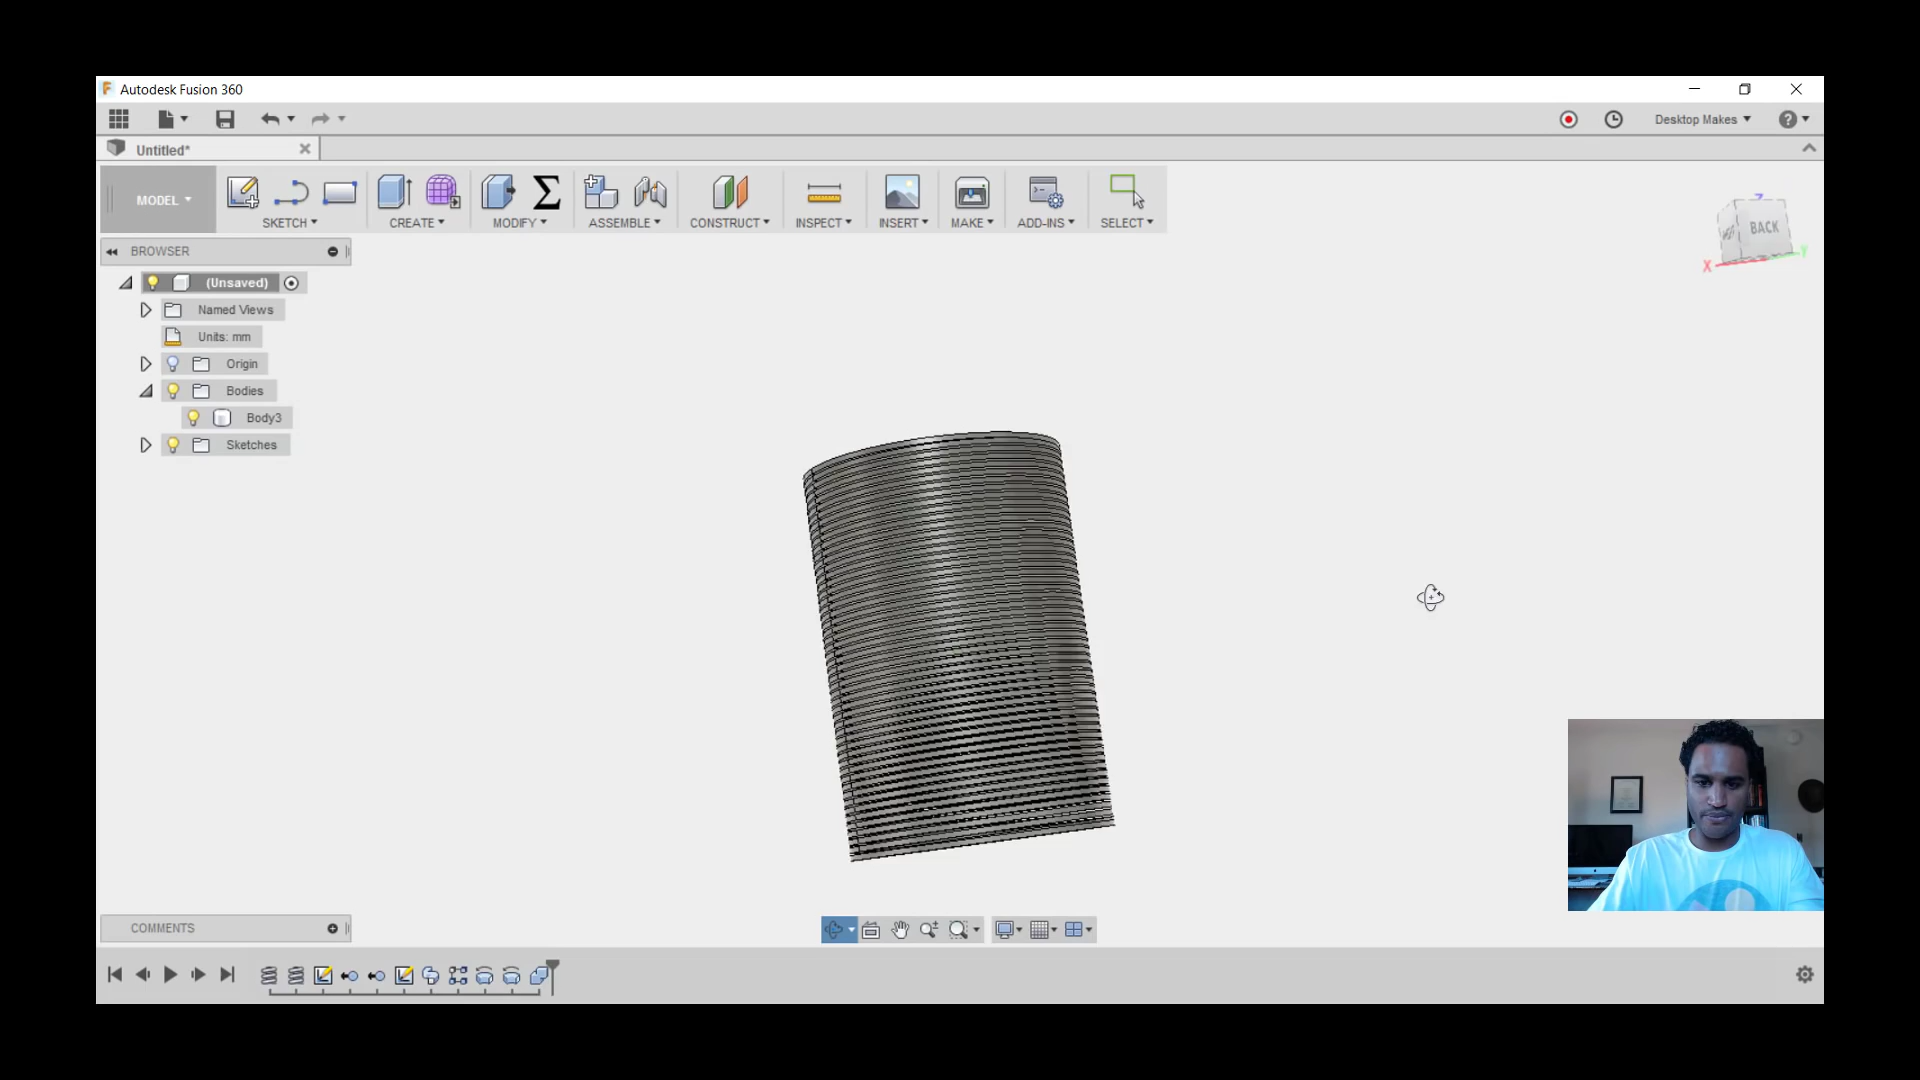 Autodesk Fusion 360
Desktop Makes
Untitled*
MODEL
SKETCH
CREATE
MODIFY
ASSEMBLE
CONSTRUCT
INSPECT
INSERT
MAKE
ADD-INS
SELECT
BACK
X
Y
Z
BROWSER
(Unsaved)
Named Views
Units: mm
Origin
Bodies
Body3
Sketches
COMMENTS